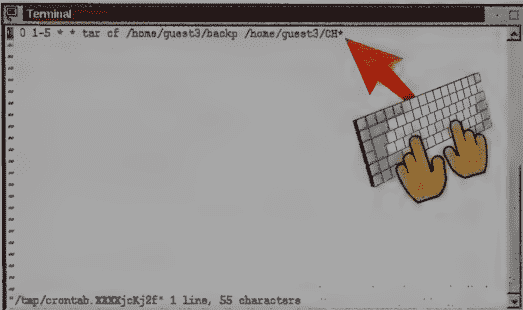 Terminal
0 1-5 * * tar cf /home/guest3/backp /home/guest3/CH*
"/tmp/crontab.XXXXjcKj2f" 1 line, 55 characters